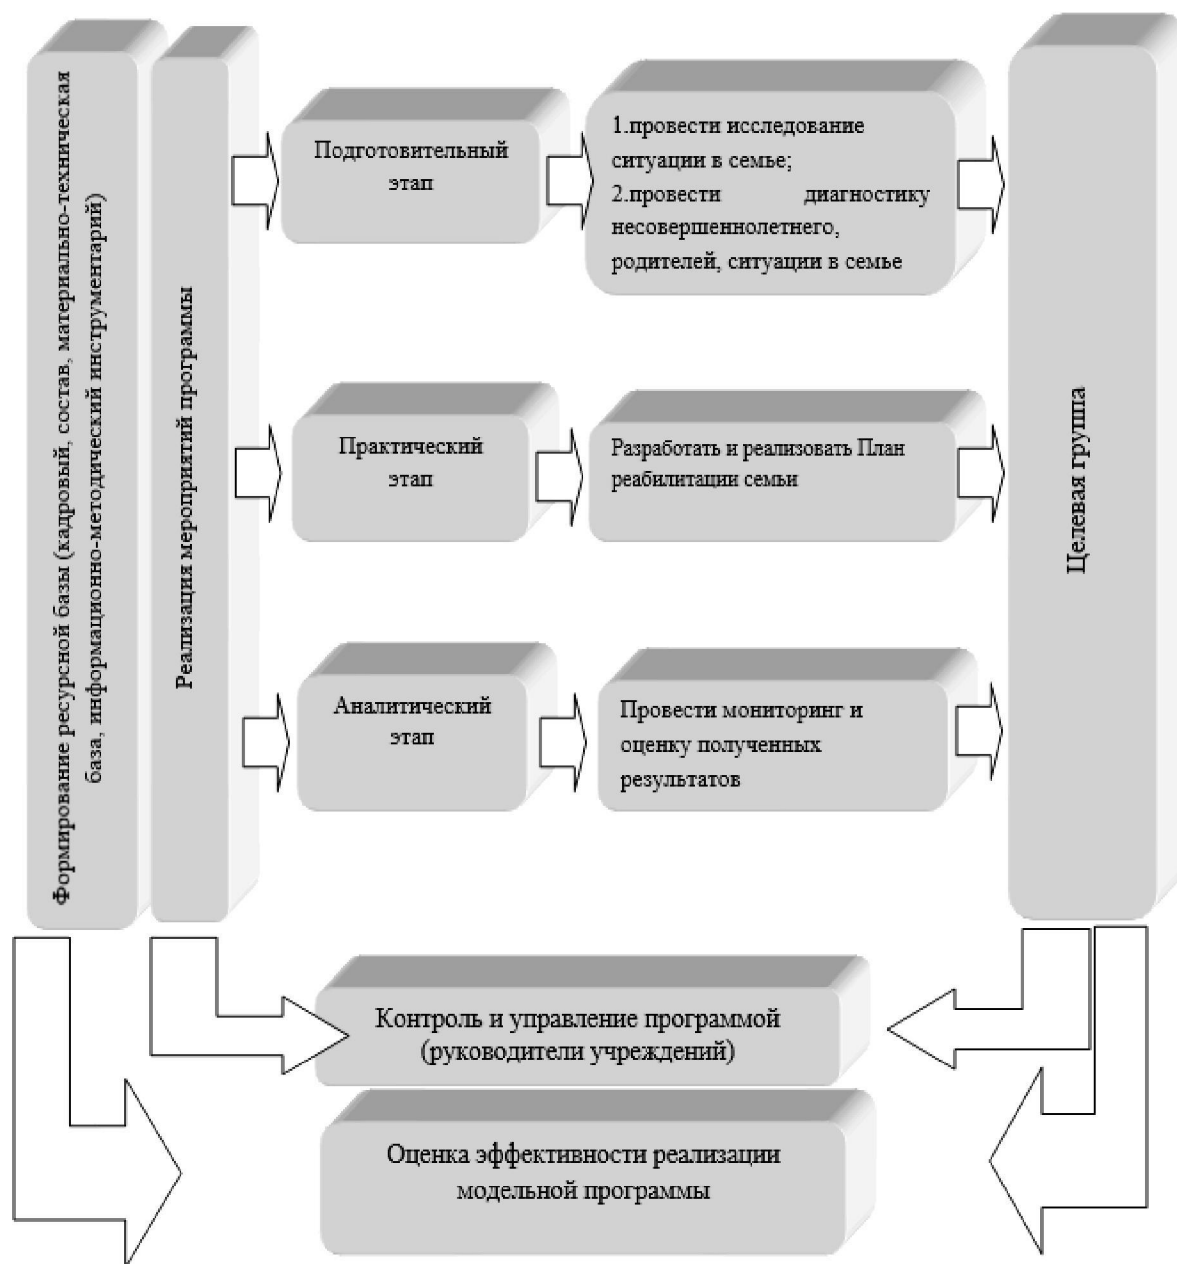 Формирование ресурсной базы (кадровый, состав, материально-техническая
база, информационно-методический инструментарий)
Реализация мероприятий программы
Подготовительный
этап
1.провести исследование
ситуации в семье;
2.провести диагностику
несовершеннолетнего,
родителей, ситуации в семье
Практический
этап
Разработать и реализовать План
реабилитации семьи
Аналитический
этап
Провести мониторинг и
оценку полученных
результатов
Целевая группа
Контроль и управление программой
(руководители учреждений)
Оценка эффективности реализации
модельной программы